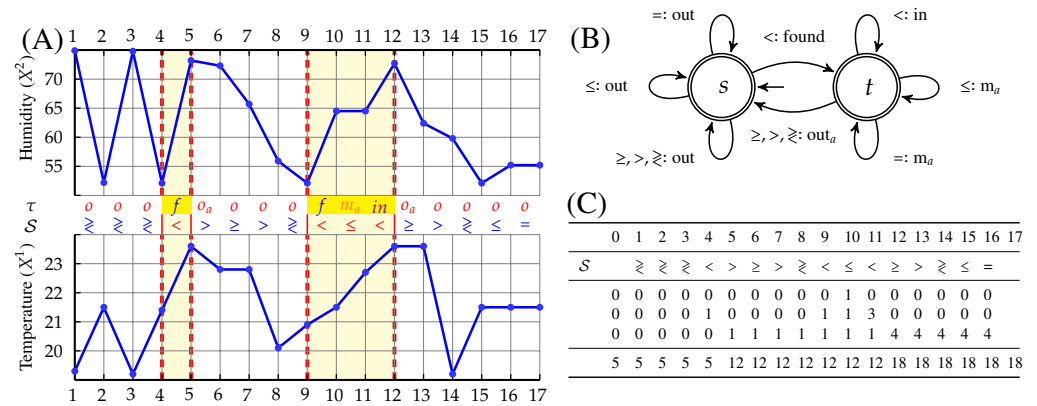 (A)
1 2 3 4 5 6 7 8 9 10 11 12 13 14 15 16 17
Humidity (X²)
70
65
60
55
τ o o o f oₐ o o o f mₐ in oₐ o o o o
S ≷ ≷ ≷ < > ≥ > ≷ < ≤ < ≥ > ≷ ≤ =
Temperature (X¹)
23
22
21
20
1 2 3 4 5 6 7 8 9 10 11 12 13 14 15 16 17
(B)
=: out
<: found
<: in
≤: out
s
t
≤: mₐ
≥, >, ≷: out
≥, >, ≷: outₐ
=: mₐ
(C)
0 1 2 3 4 5 6 7 8 9 10 11 12 13 14 15 16 17
S ≷ ≷ ≷ < > ≥ > ≷ < ≤ < ≥ > ≷ ≤ =
0 0 0 0 0 0 0 0 0 0 1 0 0 0 0 0 0
0 0 0 0 1 0 0 0 0 1 1 3 0 0 0 0 0
0 0 0 0 0 1 1 1 1 1 1 1 4 4 4 4 4
5 5 5 5 5 12 12 12 12 12 12 12 18 18 18 18 18 18